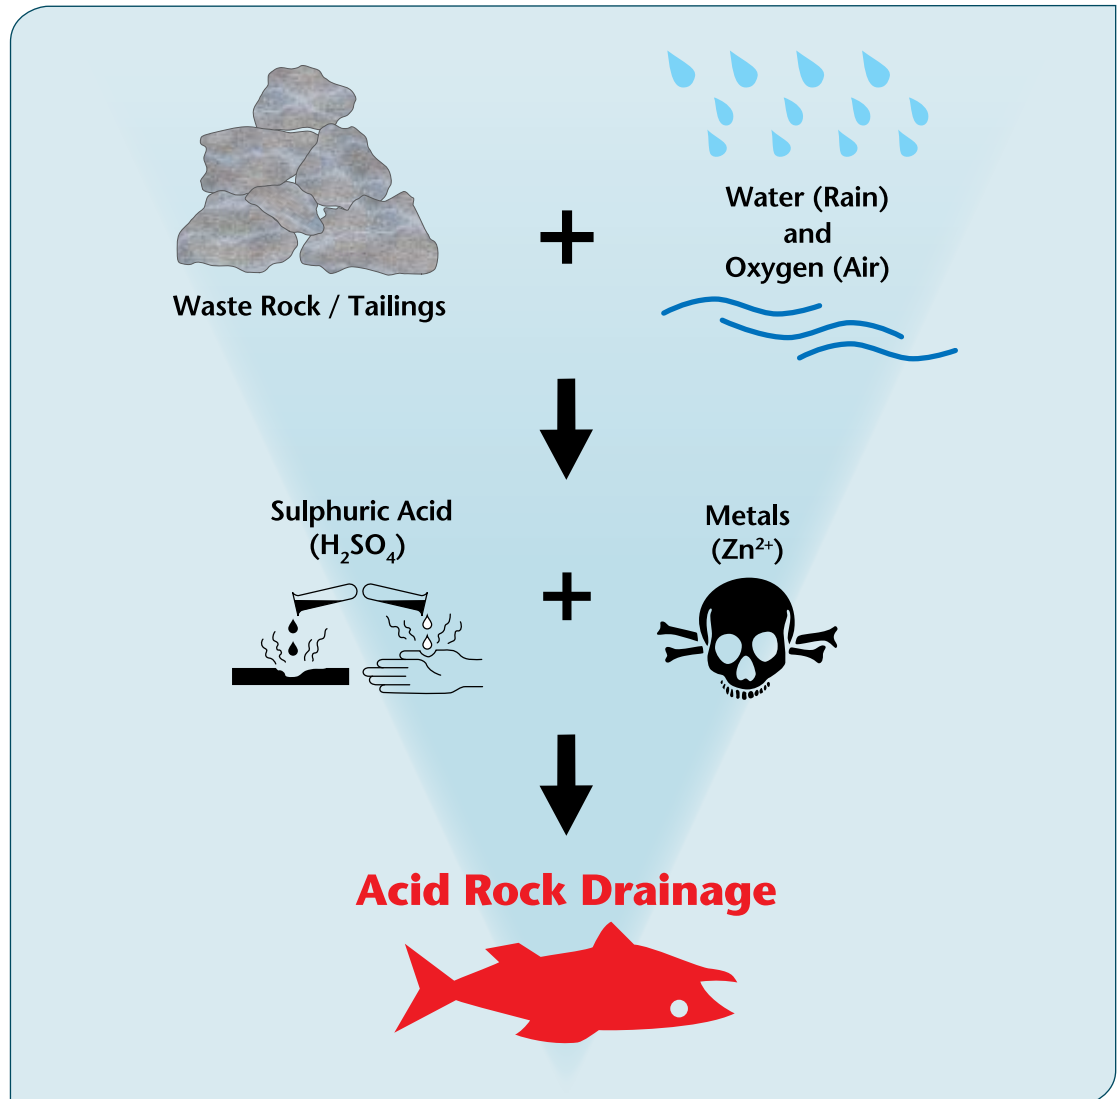 Waste Rock / Tailings
Water (Rain)
and
Oxygen (Air)
Sulphuric Acid
(H₂SO₄)
Metals
(Zn²⁺)
Acid Rock Drainage